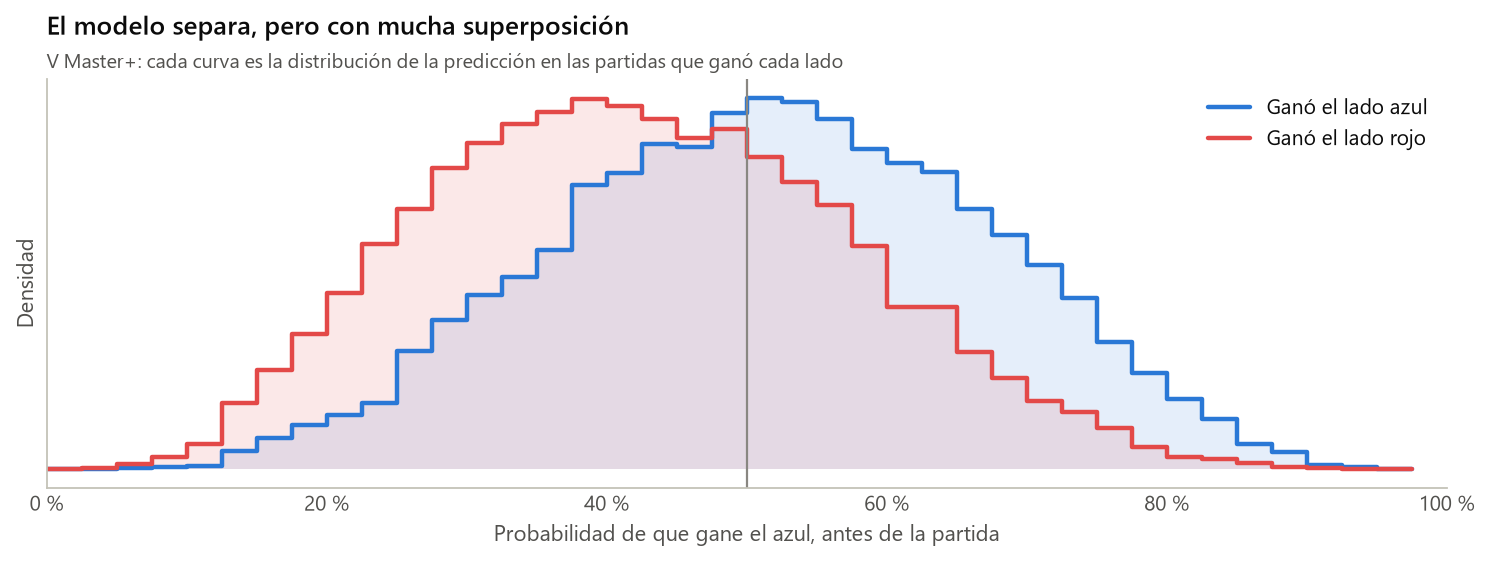 El modelo separa, pero con mucha superposición
V Master+: cada curva es la distribución de la predicción en las partidas que ganó cada lado
Ganó el lado azul
Ganó el lado rojo
Densidad
0 % 20 % 40 % 60 % 80 % 100 %
Probabilidad de que gane el azul, antes de la partida